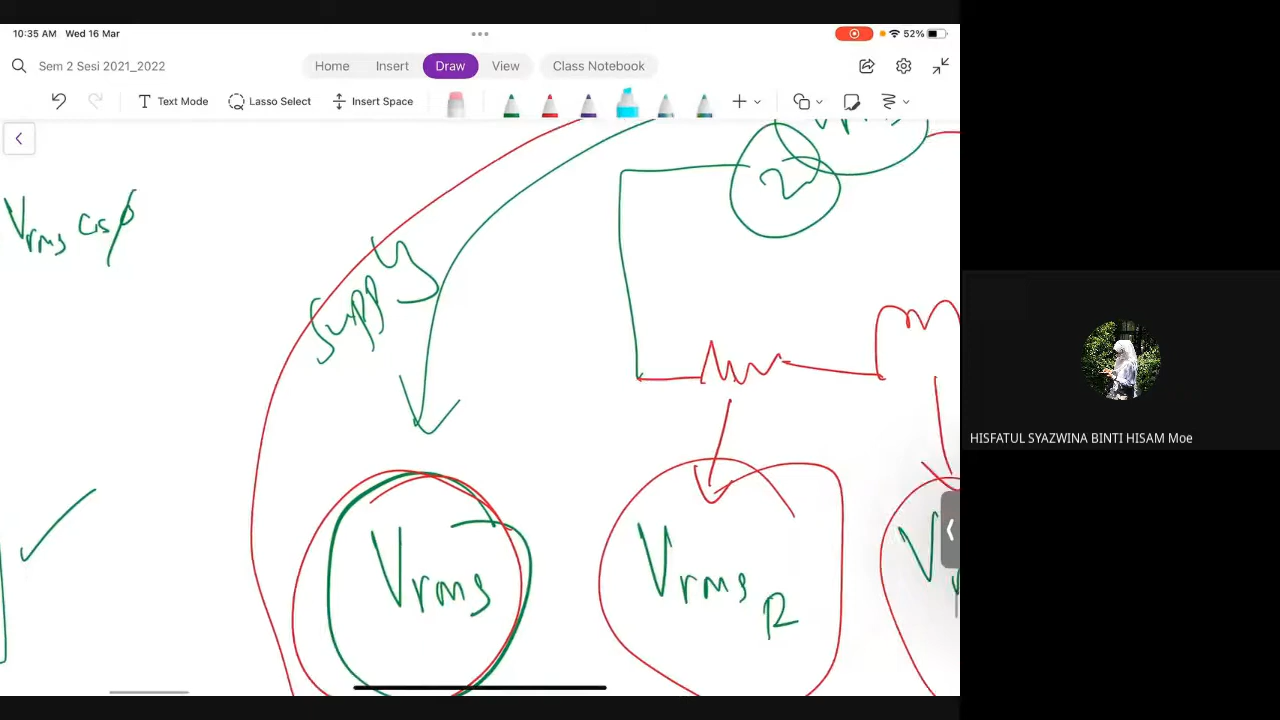 10:35 AM Wed 16 Mar
52%
Sem 2 Sesi 2021_2022
Home Insert Draw View Class Notebook
Text Mode Lasso Select Insert Space
2
Vrms
supply
Vrms
Vrms R
V
HISFATUL SYAZWINA BINTI HISAM Moe